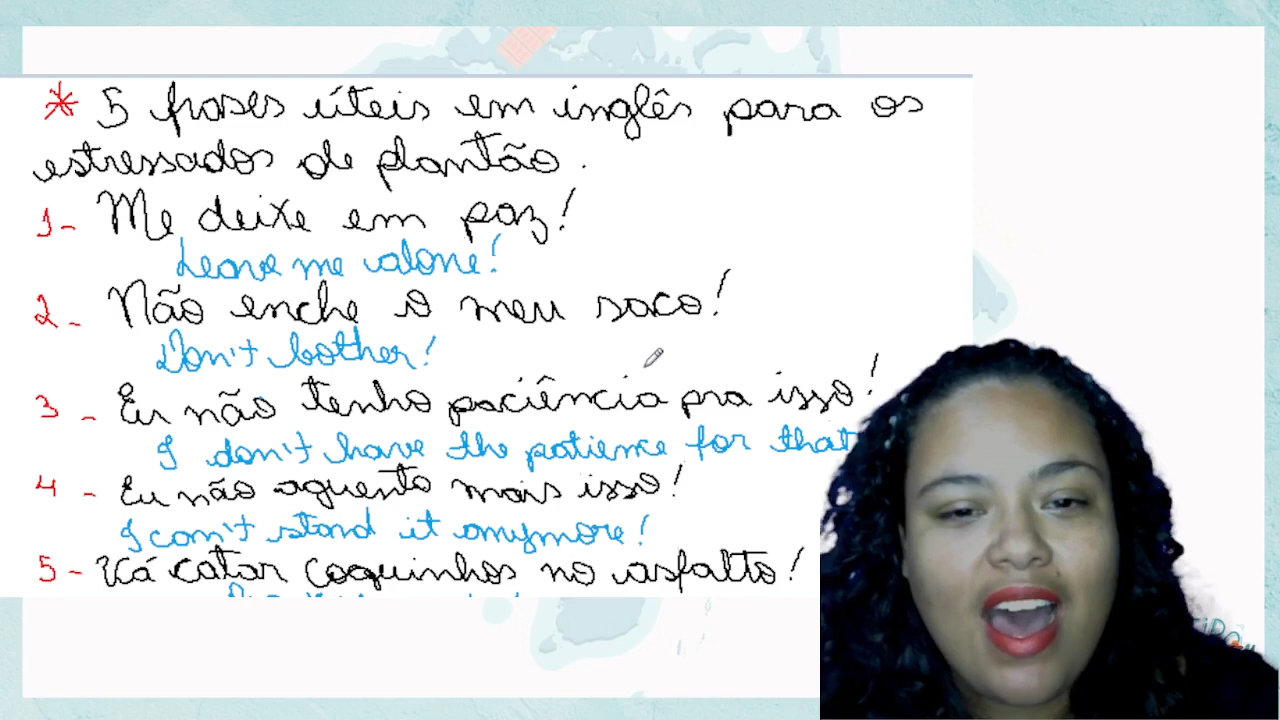 * 5 frases úteis em inglês para os
estressados de plantão.
1- Me deixe em paz!
Leave me alone!
2- Não enche o meu saco!
Don't bother!
3- Eu não tenho paciência pra isso!
I don't have the patience for that
4- Eu não aguento mais isso!
I can't stand it anymore!
5- Vá catar coquinhos no asfalto!